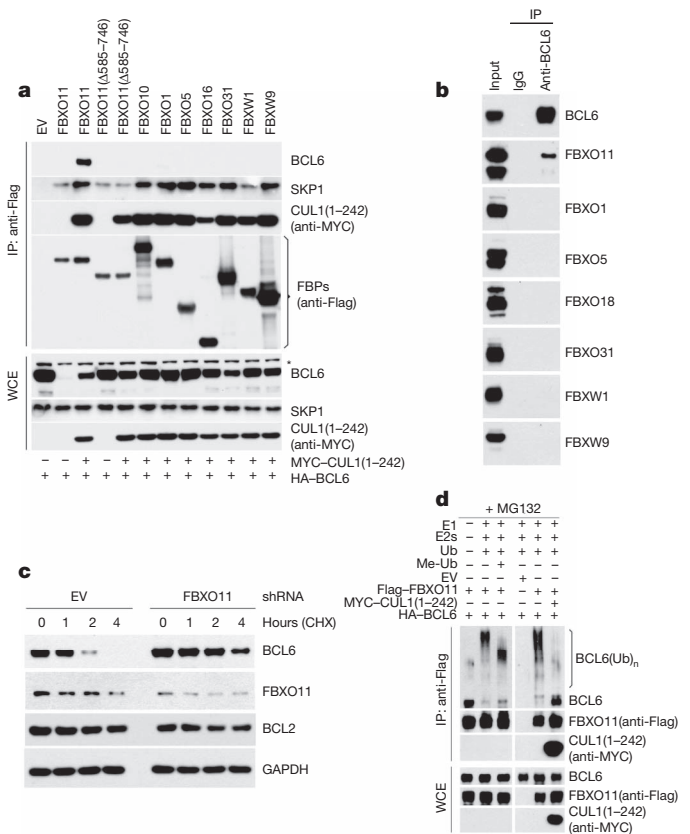 a
EV
FBXO11
FBXO11
FBXO11(Δ585–746)
FBXO11(Δ585–746)
FBXO10
FBXO1
FBXO5
FBXO16
FBXO31
FBXW1
FBXW9
IP: anti-Flag
BCL6
SKP1
CUL1(1–242)
(anti-MYC)
FBPs
(anti-Flag)
WCE
*
BCL6
SKP1
CUL1(1–242)
(anti-MYC)
– – + – + + + + + + + + MYC–CUL1(1–242)
+ + + + + + + + + + + + HA–BCL6
b
IP
Input
IgG
Anti-BCL6
BCL6
FBXO11
FBXO1
FBXO5
FBXO18
FBXO31
FBXW1
FBXW9
c
EV FBXO11 shRNA
0 1 2 4 0 1 2 4 Hours (CHX)
BCL6
FBXO11
BCL2
GAPDH
d
+ MG132
E1 – + + + + +
E2s – + + + + +
Ub – + + + + +
Me-Ub – – + – – –
EV – – – + – –
Flag–FBXO11 + + + – + +
MYC–CUL1(1–242) – – – – – +
HA–BCL6 + + + + + +
IP: anti-Flag
BCL6(Ub)n
BCL6
FBXO11(anti-Flag)
CUL1(1–242)
(anti-MYC)
WCE
BCL6
FBXO11(anti-Flag)
CUL1(1–242)
(anti-MYC)